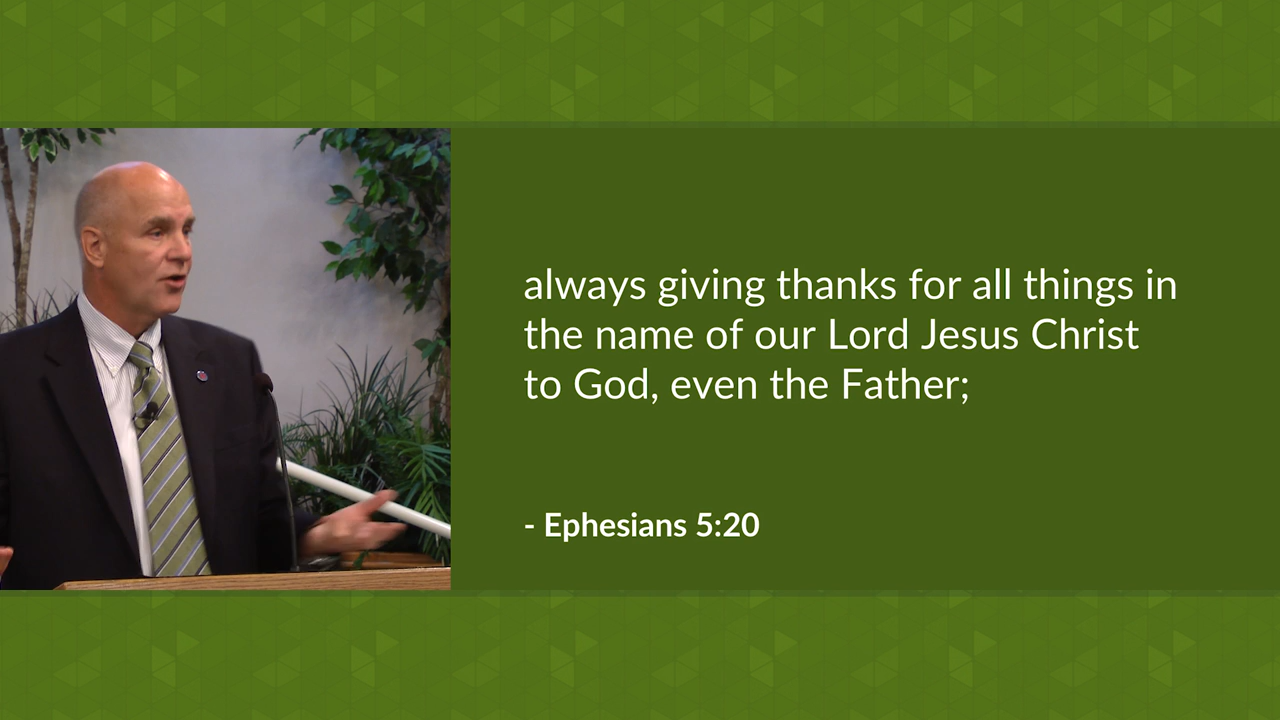 always giving thanks for all things in
the name of our Lord Jesus Christ
to God, even the Father;
- Ephesians 5:20